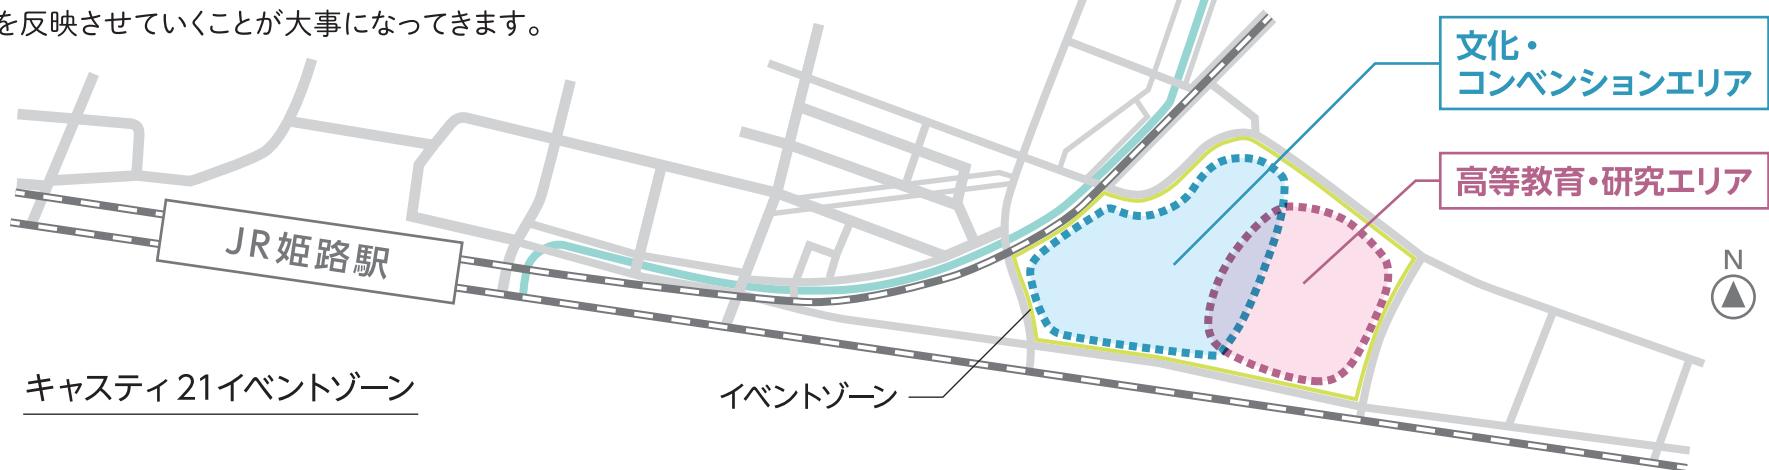 を反映させていくことが大事になってきます。
文化・
コンベンションエリア
高等教育・研究エリア
JR姫路駅
N
キャスティ21イベントゾーン
イベントゾーン